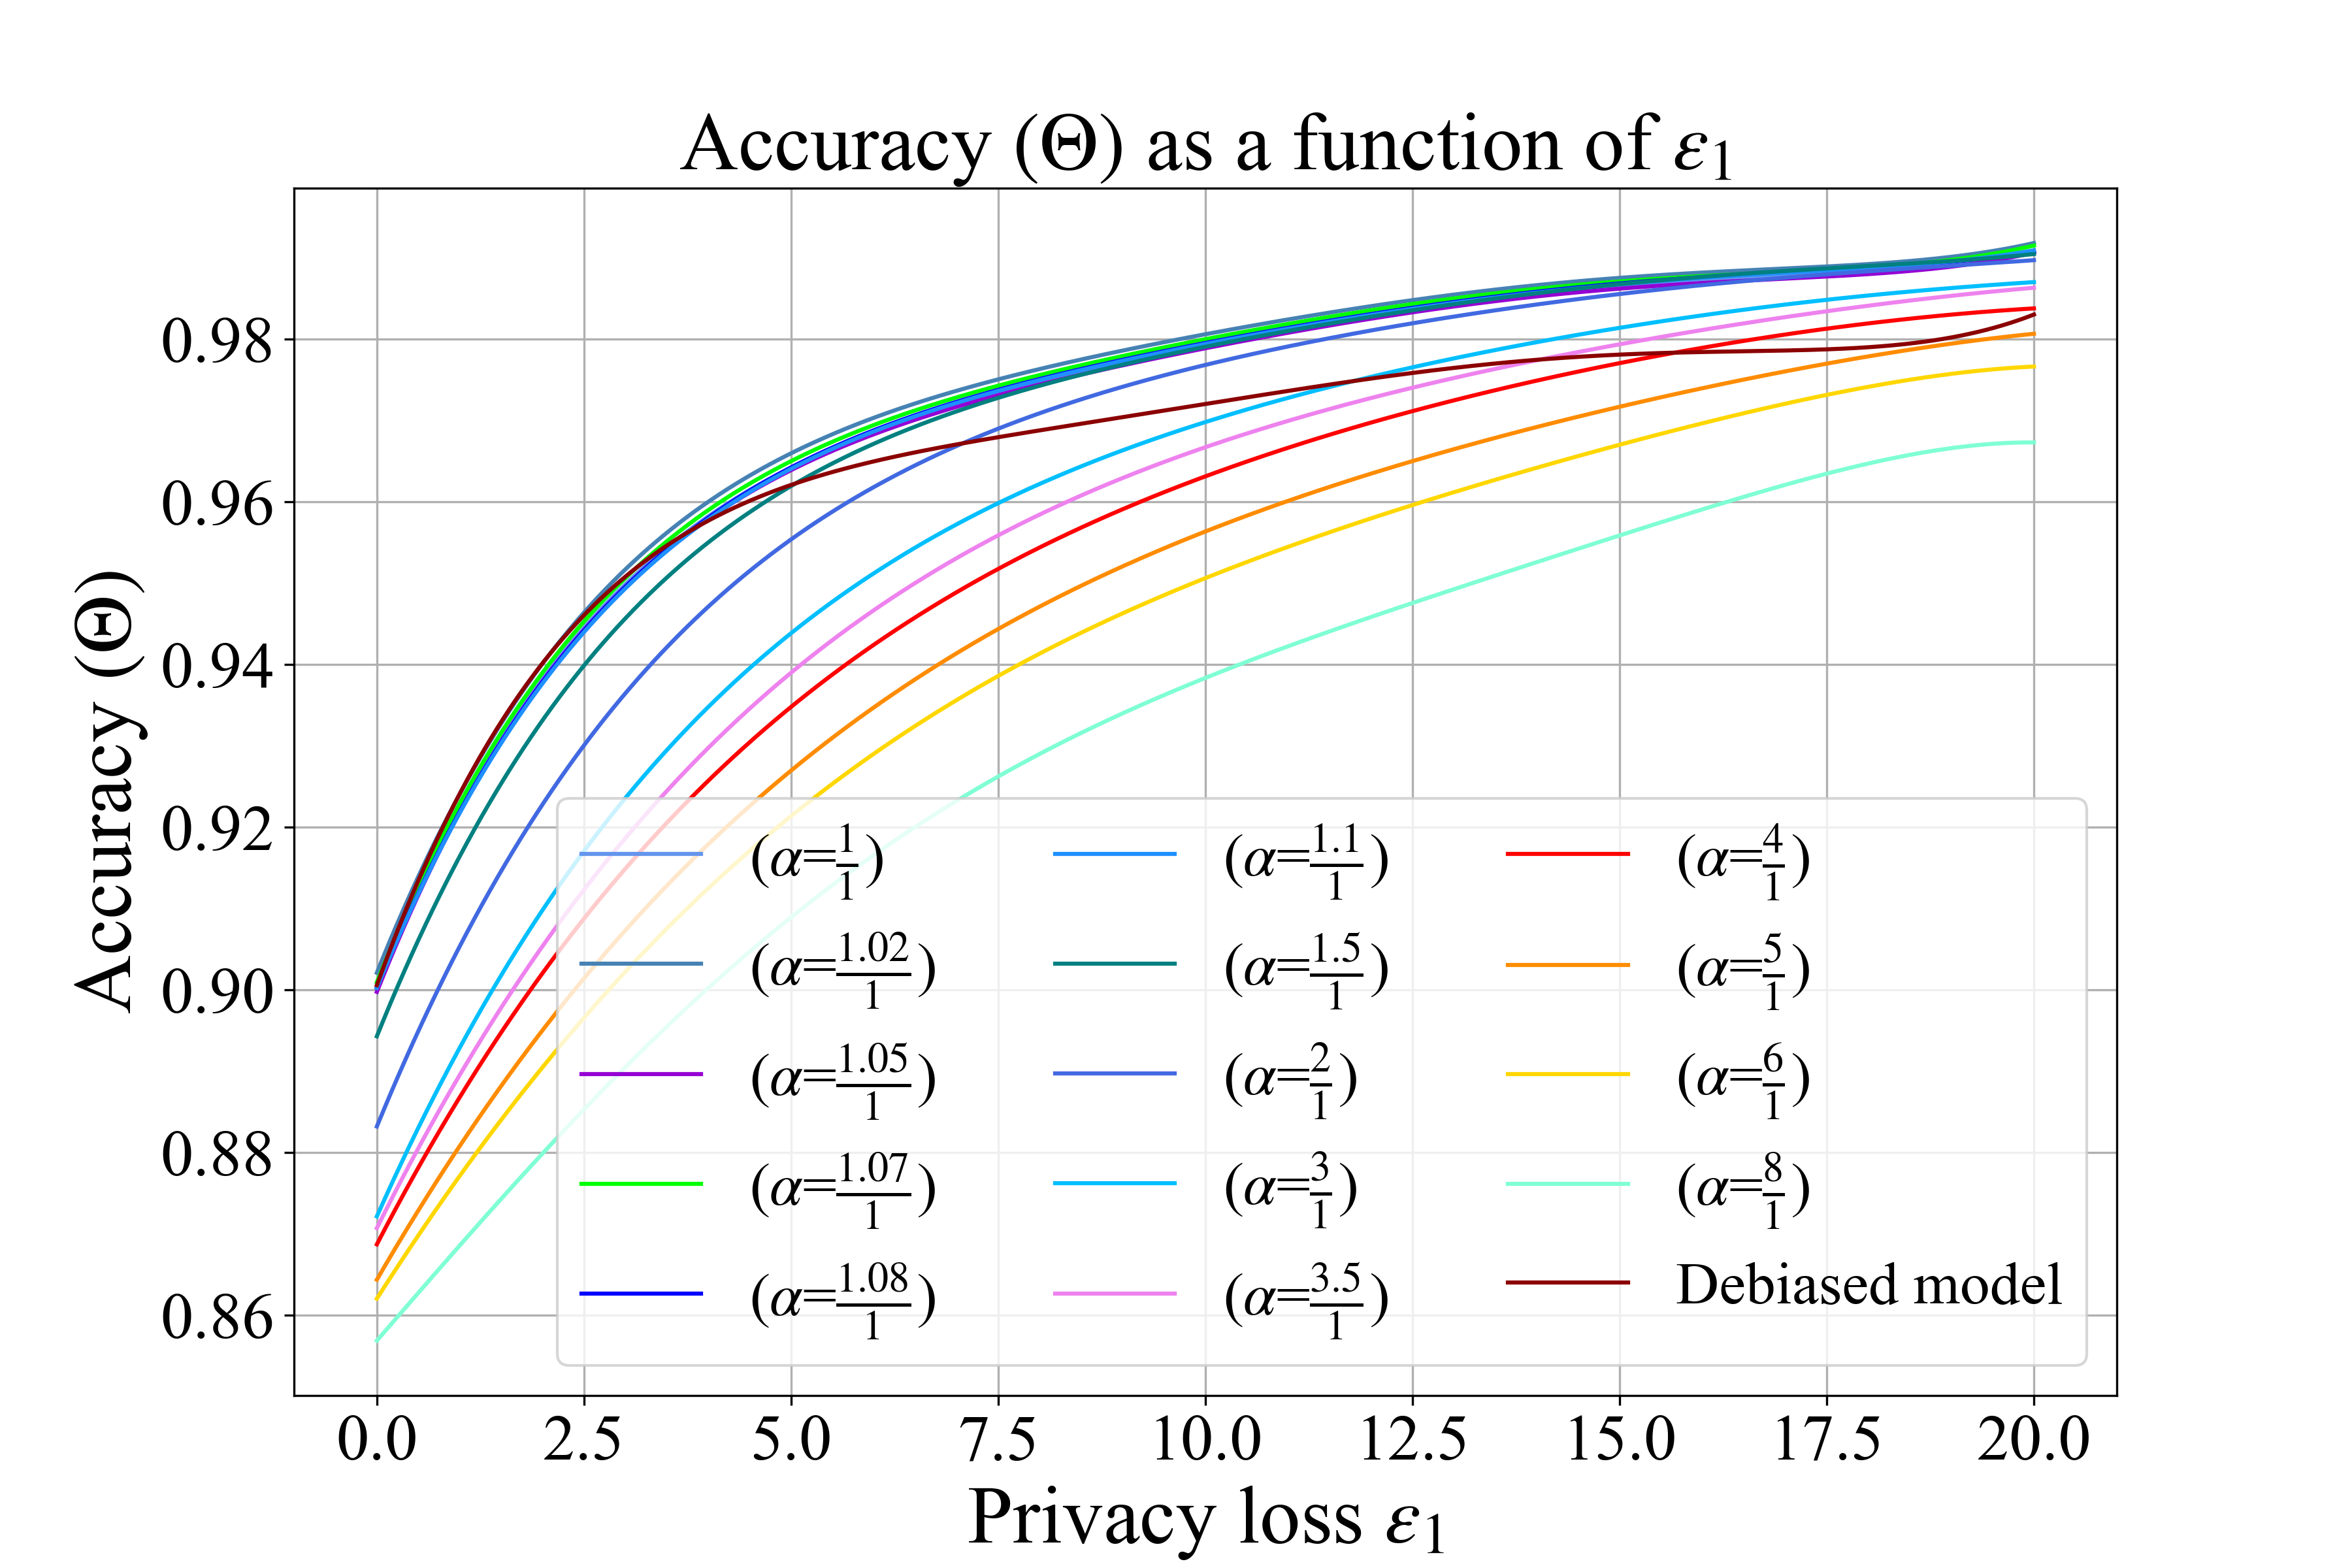 Accuracy (Θ) as a function of ε₁
Accuracy (Θ)
0.98
0.96
0.94
0.92
0.90
0.88
0.86
(α=1/1)
(α=1.02/1)
(α=1.05/1)
(α=1.07/1)
(α=1.08/1)
(α=1.1/1)
(α=1.5/1)
(α=2/1)
(α=3/1)
(α=3.5/1)
(α=4/1)
(α=5/1)
(α=6/1)
(α=8/1)
Debiased model
0.0 2.5 5.0 7.5 10.0 12.5 15.0 17.5 20.0
Privacy loss ε₁